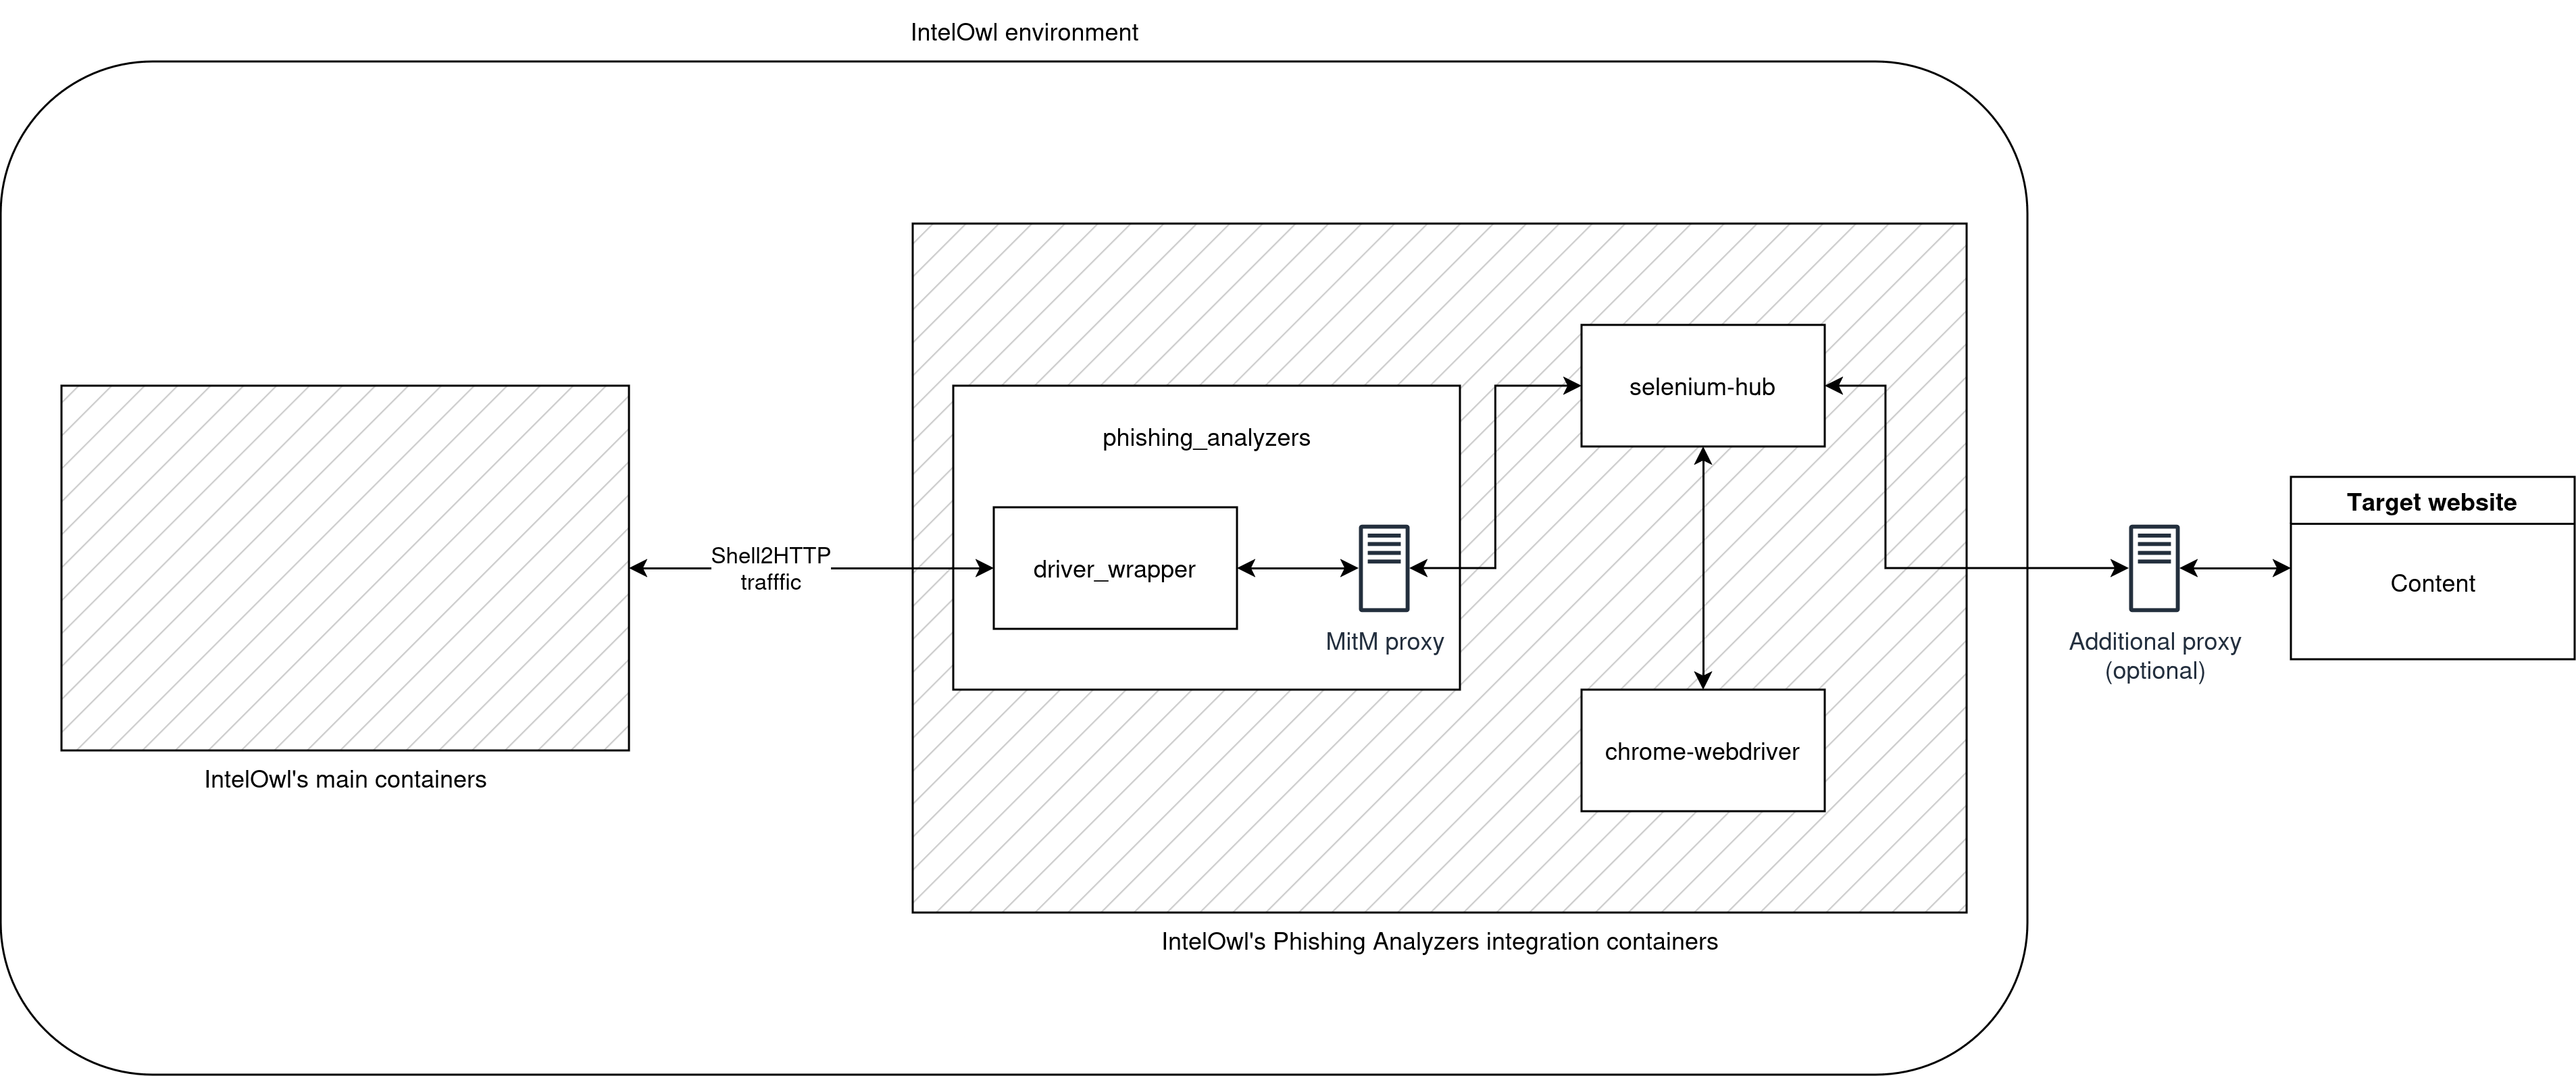 IntelOwl environment
selenium-hub
phishing_analyzers
Target website
Shell2HTTP
trafffic
driver_wrapper
Content
MitM proxy
Additional proxy
(optional)
chrome-webdriver
IntelOwl's main containers
IntelOwl's Phishing Analyzers integration containers